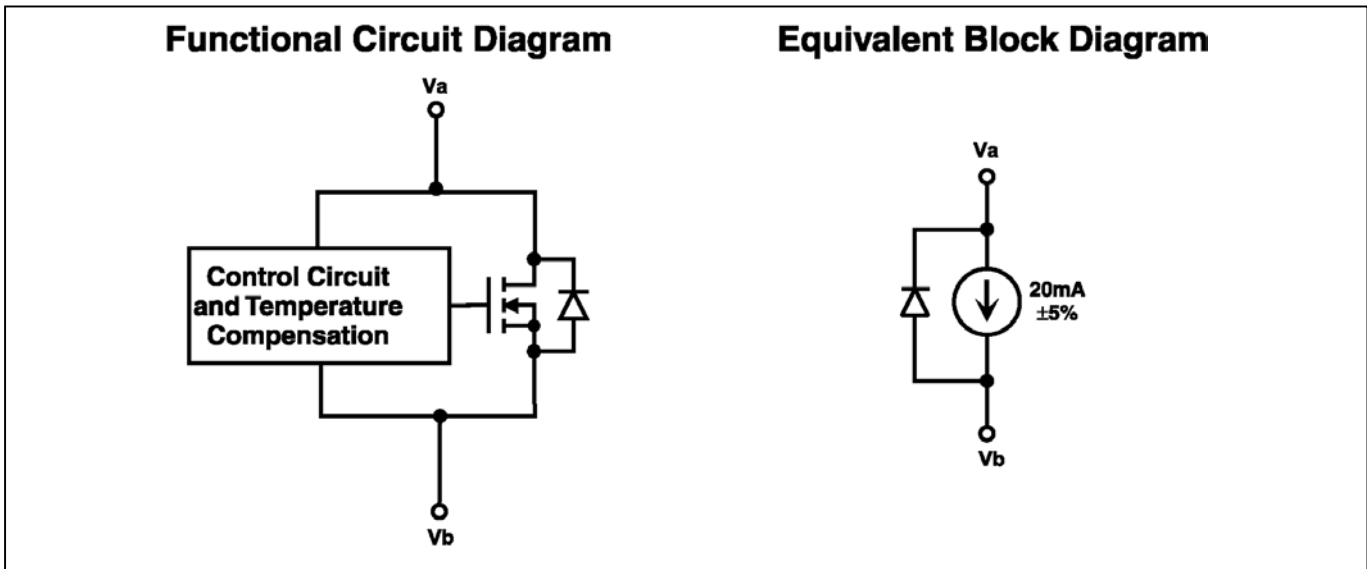 Functional Circuit Diagram
Va
Control Circuit
and Temperature
Compensation
Vb
Equivalent Block Diagram
Va
20mA
±5%
Vb